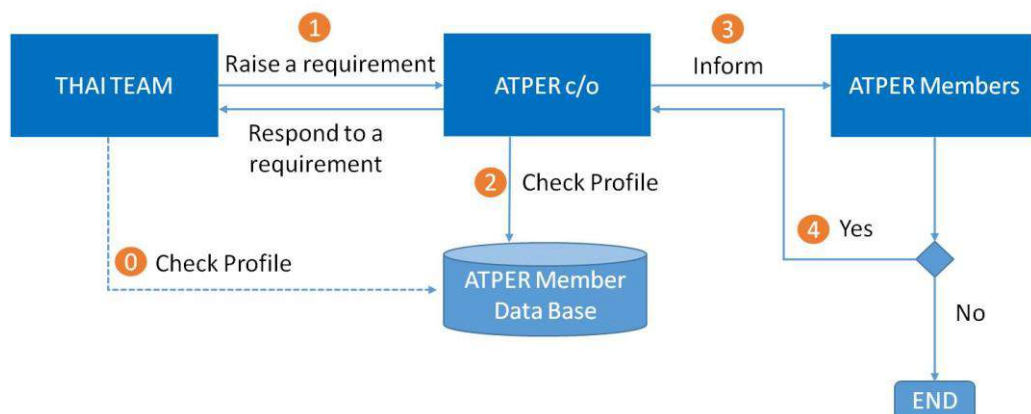 1
3
Raise a requirement
Inform
THAI TEAM
ATPER c/o
ATPER Members
Respond to a
requirement
2 Check Profile
4 Yes
0 Check Profile
ATPER Member
Data Base
No
END